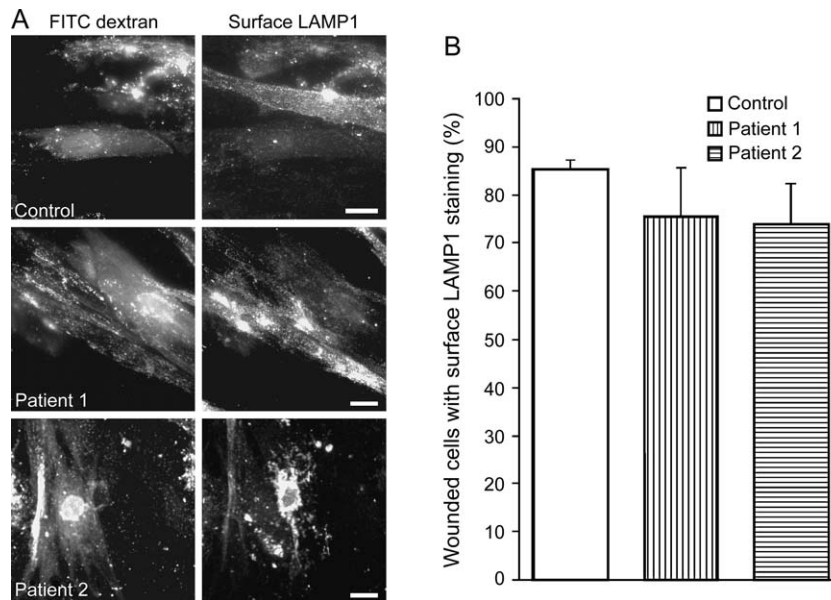 A
FITC dextran
Surface LAMP1
Control
Patient 1
Patient 2
B
Wounded cells with surface LAMP1 staining (%)
100
90
80
70
60
50
40
30
20
10
0
Control
Patient 1
Patient 2